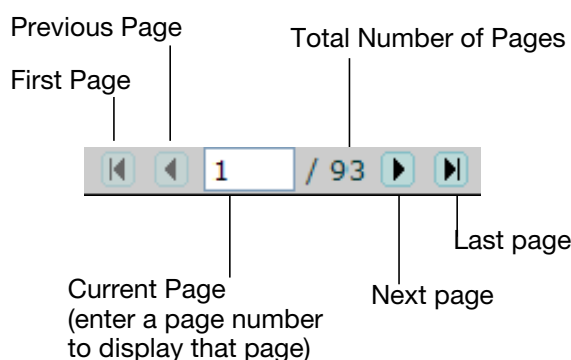 Previous Page
Total Number of Pages
First Page
1 / 93
Last page
Next page
Current Page
(enter a page number
to display that page)